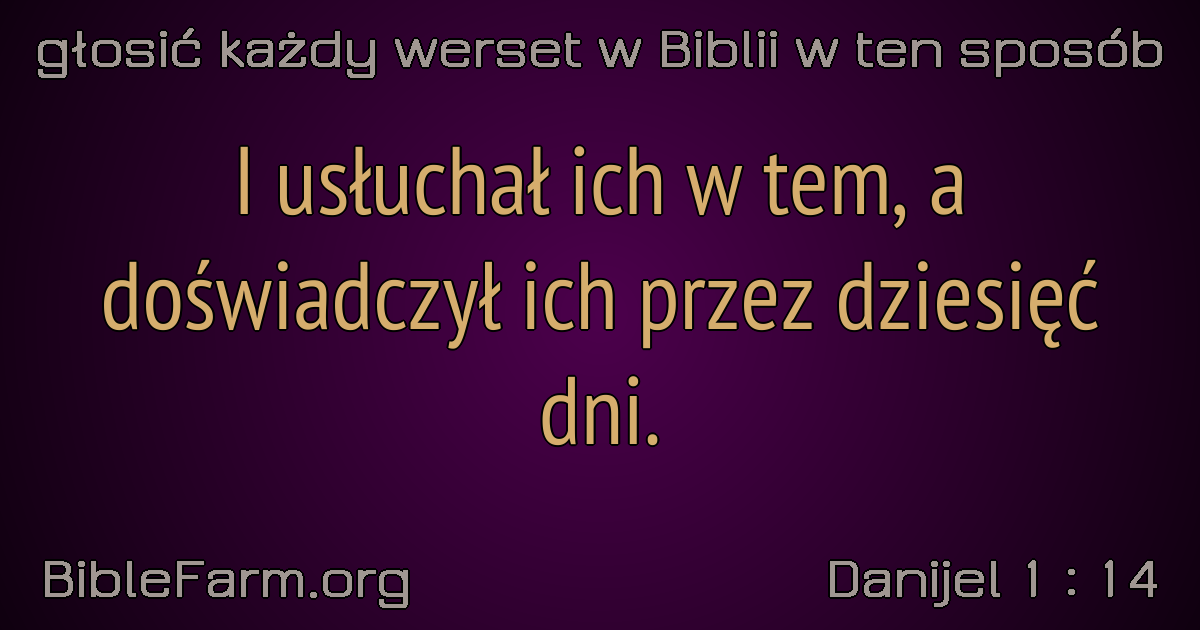 głosić każdy werset w Biblii w ten sposób
I usłuchał ich w tem, a
doświadczył ich przez dziesięć
dni.
BibleFarm.org
Danijel 1 : 14